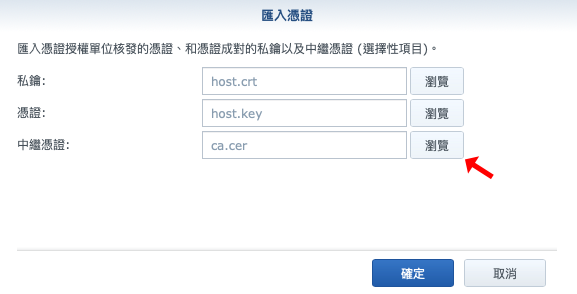 匯入憑證
匯入憑證授權單位核發的憑證、和憑證成對的私鑰以及中繼憑證 (選擇性項目)。
私鑰: host.crt 瀏覽
憑證: host.key 瀏覽
中繼憑證: ca.cer 瀏覽
確定 取消